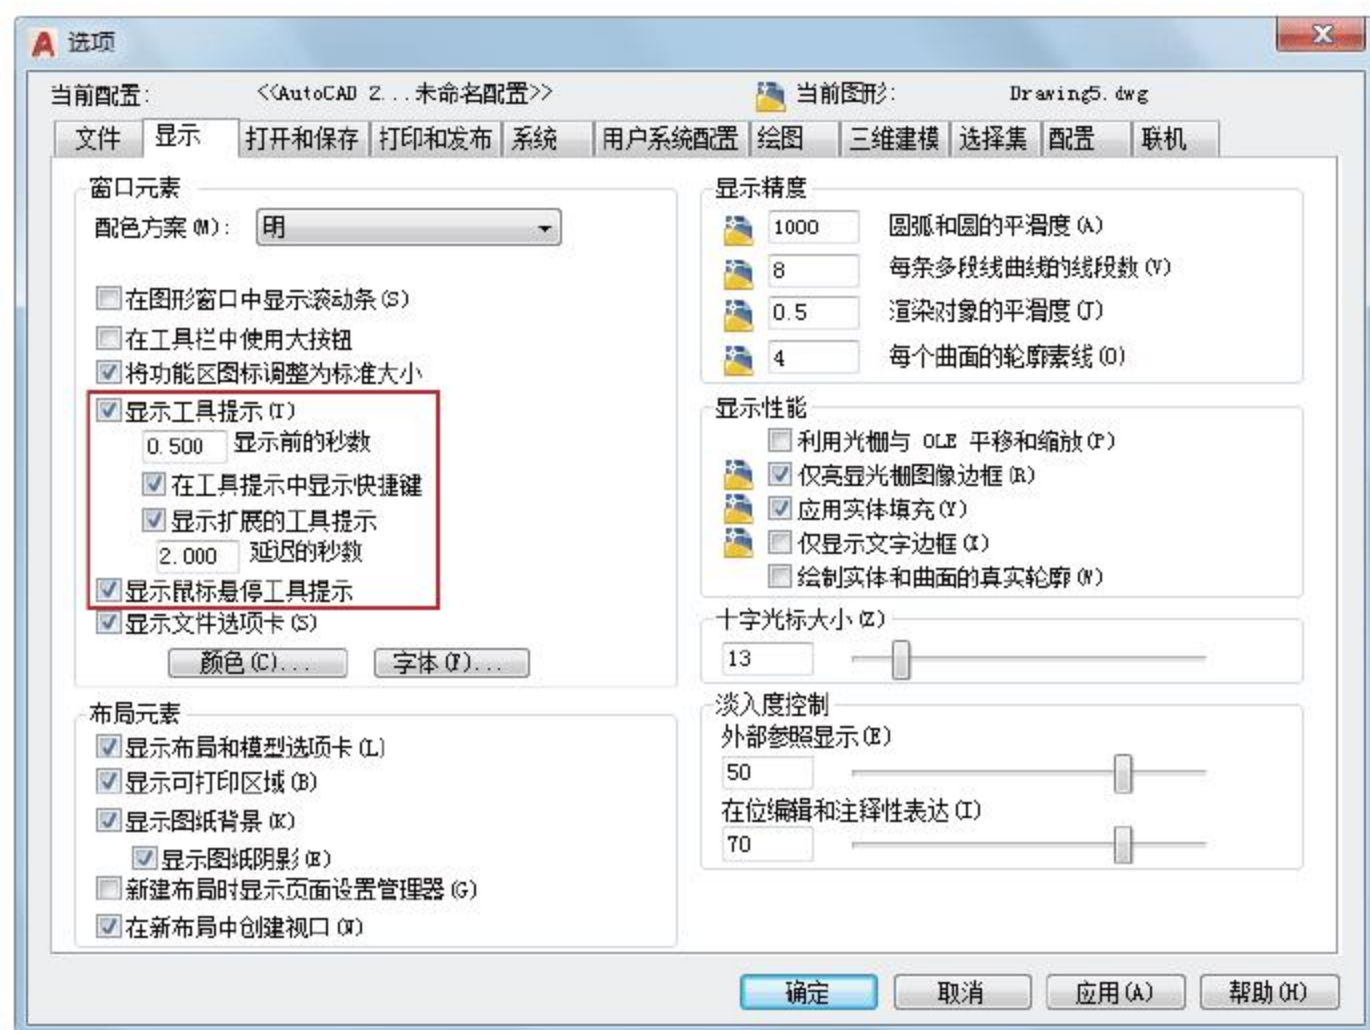 选项
当前配置: <<AutoCAD 2...未命名配置>> 当前图形: Drawing5.dwg
文件 显示 打开和保存 打印和发布 系统 用户系统配置 绘图 三维建模 选择集 配置 联机
窗口元素
配色方案(M): 明
在图形窗口中显示滚动条(S)
在工具栏中使用大按钮
将功能区图标调整为标准大小
显示工具提示(T)
0.500 显示前的秒数
在工具提示中显示快捷键
显示扩展的工具提示
2.000 延迟的秒数
显示鼠标悬停工具提示
显示文件选项卡(S)
颜色(C)... 字体(F)...
布局元素
显示布局和模型选项卡(L)
显示可打印区域(B)
显示图纸背景(K)
显示图纸阴影(E)
新建布局时显示页面设置管理器(G)
在新布局中创建视口(N)
显示精度
1000 圆弧和圆的平滑度(A)
8 每条多段线曲线的线段数(V)
0.5 渲染对象的平滑度(J)
4 每个曲面的轮廓素线(O)
显示性能
利用光栅与 OLE 平移和缩放(P)
仅亮显光栅图像边框(R)
应用实体填充(Y)
仅显示文字边框(X)
绘制实体和曲面的真实轮廓(W)
十字光标大小(Z)
13
淡入度控制
外部参照显示(E)
50
在位编辑和注释性表达(I)
70
确定 取消 应用(A) 帮助(H)